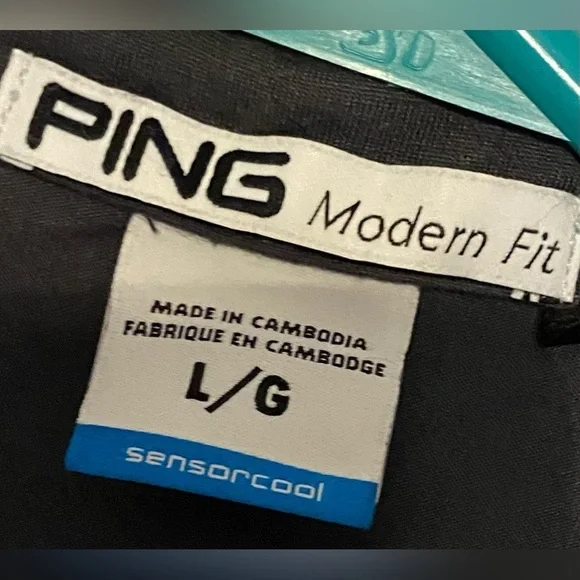 PING Modern Fit
MADE IN CAMBODIA
FABRIQUE EN CAMBODGE
L/G
sensorcool